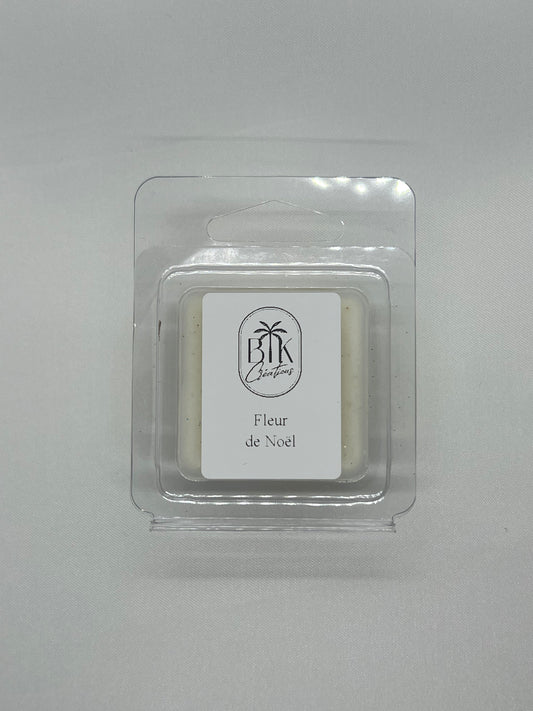 BK
Créations
Fleur
de Noël